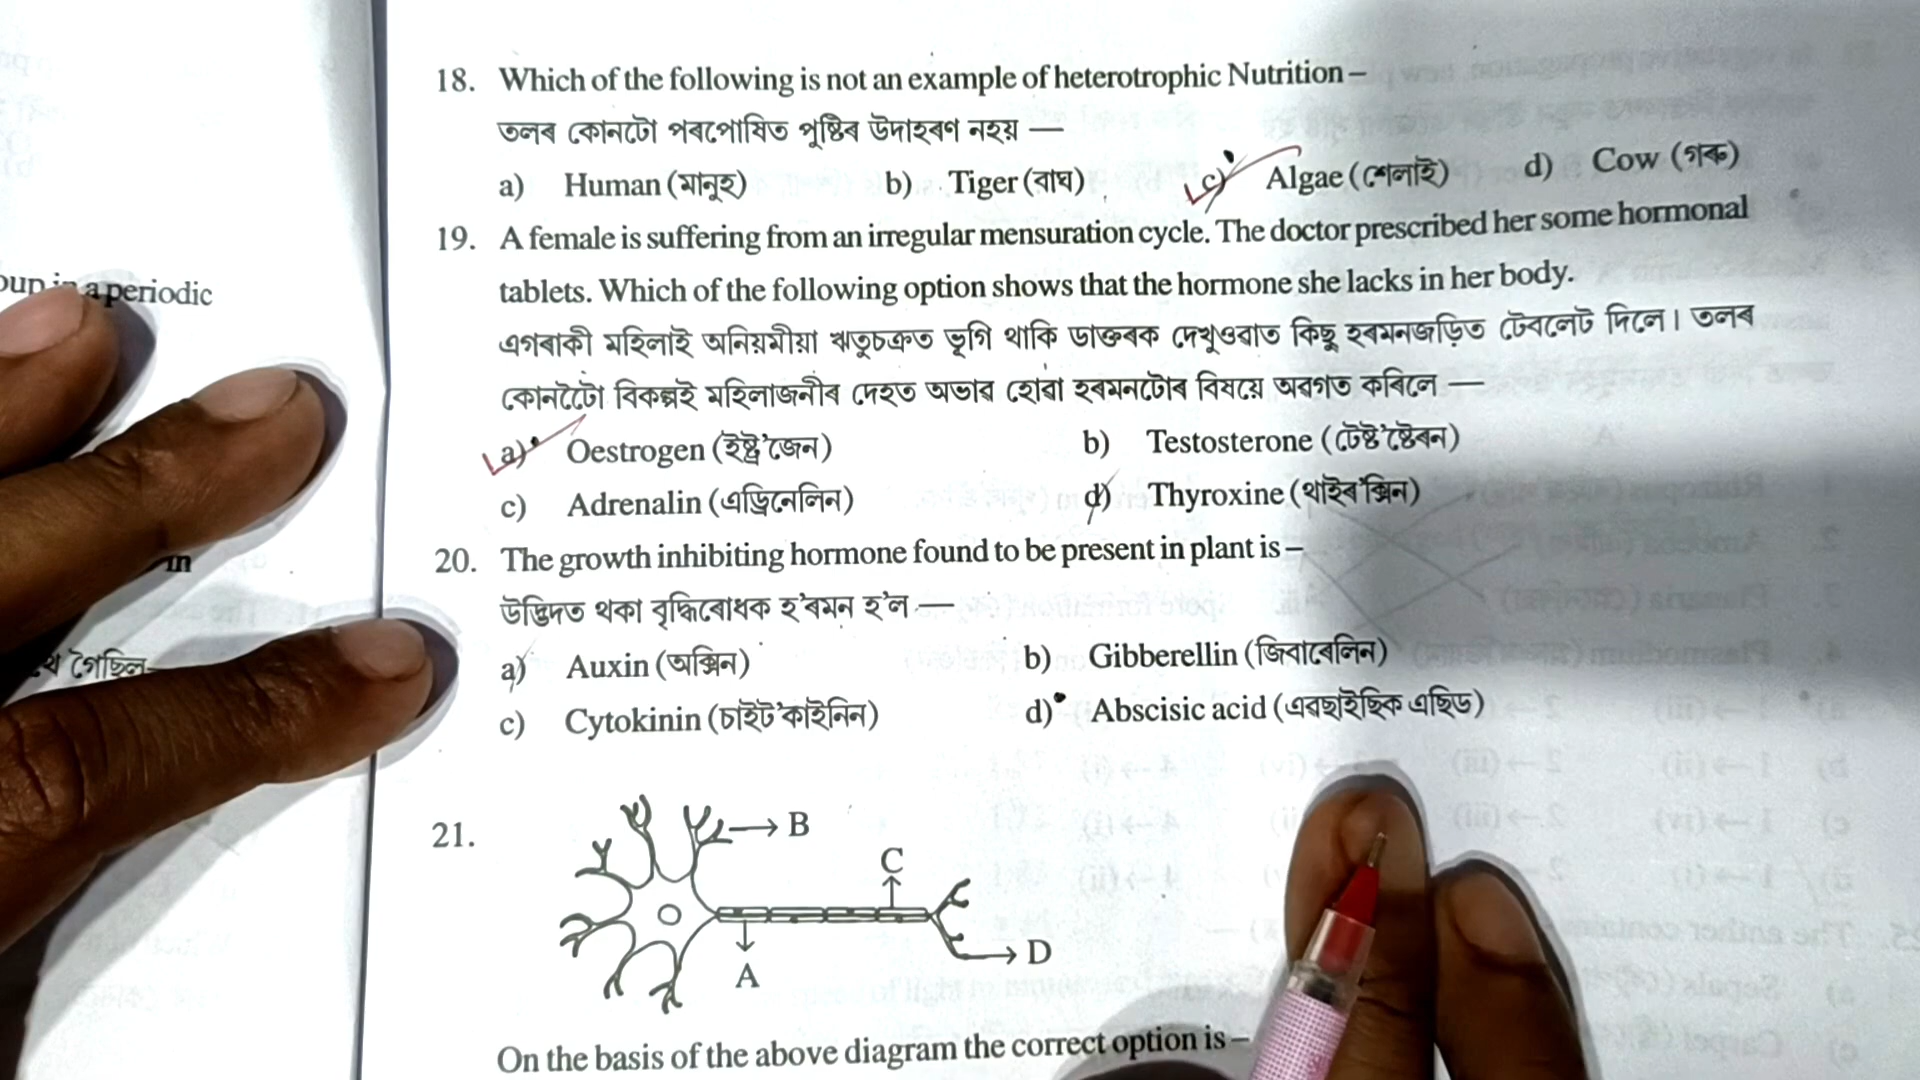 18. Which of the following is not an example of heterotrophic Nutrition –
তলৰ কোনটো পৰপোষিত পুষ্টিৰ উদাহৰণ নহয় —
a) Human (মানুহ) b) Tiger (বাঘ) c) Algae (শেলাই) d) Cow (গৰু)
19. A female is suffering from an irregular mensuration cycle. The doctor prescribed her some hormonal
tablets. Which of the following option shows that the hormone she lacks in her body.
এগৰাকী মহিলাই অনিয়মীয়া ঋতুচক্ৰত ভূগি থাকি ডাক্তৰক দেখুওৱাত কিছু হৰমনজড়িত টেবলেট দিলে। তলৰ
কোনটোে বিকল্পই মহিলাজনীৰ দেহত অভাৱ হোৱা হৰমনটোৰ বিষয়ে অৱগত কৰিলে —
a) Oestrogen (ইষ্ট্ৰ'জেন) b) Testosterone (টেষ্ট'ষ্টেৰন)
c) Adrenalin (এড্ৰিনেলিন) d) Thyroxine (থাইৰ'ক্সিন)
20. The growth inhibiting hormone found to be present in plant is –
উদ্ভিদত থকা বৃদ্ধিৰোধক হ'ৰমন হ'ল —
a) Auxin (অক্সিন) b) Gibberellin (জিবাৰেলিন)
c) Cytokinin (চাইট'কাইনিন) d) Abscisic acid (এবছাইছিক এছিড)
21.
B
C
D
A
On the basis of the above diagram the correct option is –
a periodic
গৈছিল